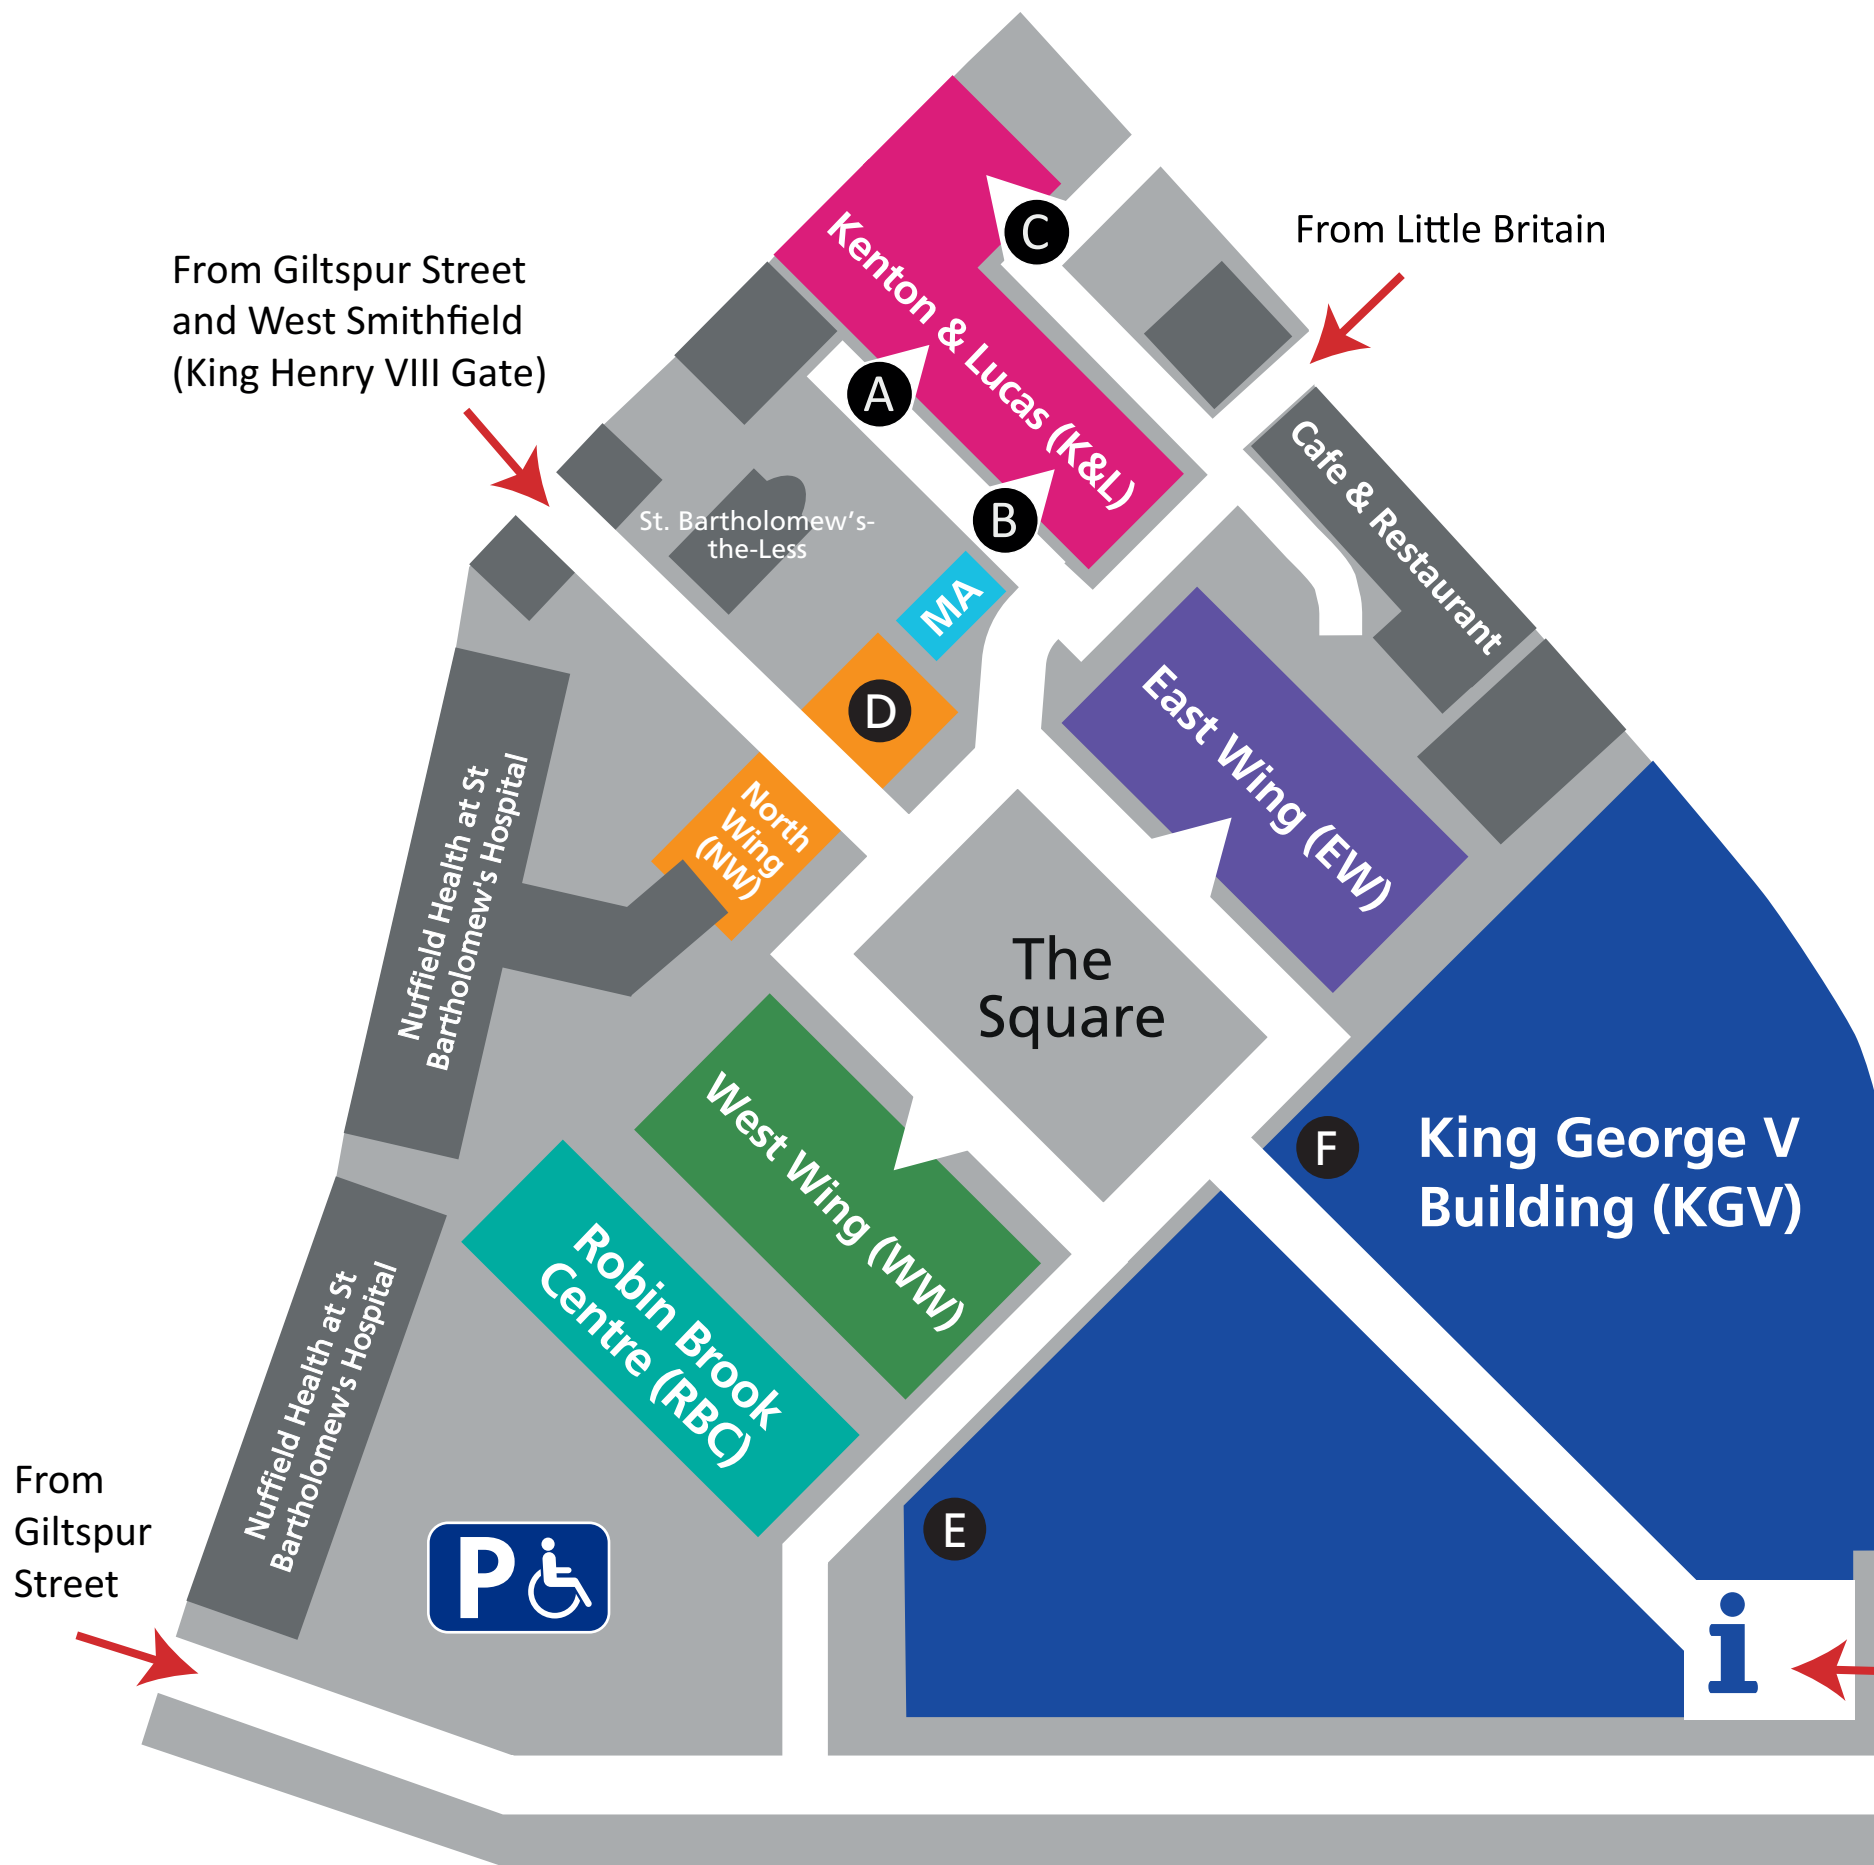 C
From Little Britain
From Giltspur Street
and West Smithfield
(King Henry VIII Gate)
Kenton & Lucas (K&L)
A
B
Cafe & Restaurant
St. Bartholomew's-
the-Less
MA
D
East Wing (EW)
North
Wing
(NW)
Nuffield Health at St
Bartholomew's Hospital
The
Square
West Wing (WW)
F
King George V
Building (KGV)
Robin Brook
Centre (RBC)
Nuffield Health at St
Bartholomew's Hospital
From
Giltspur
Street
P
E
i